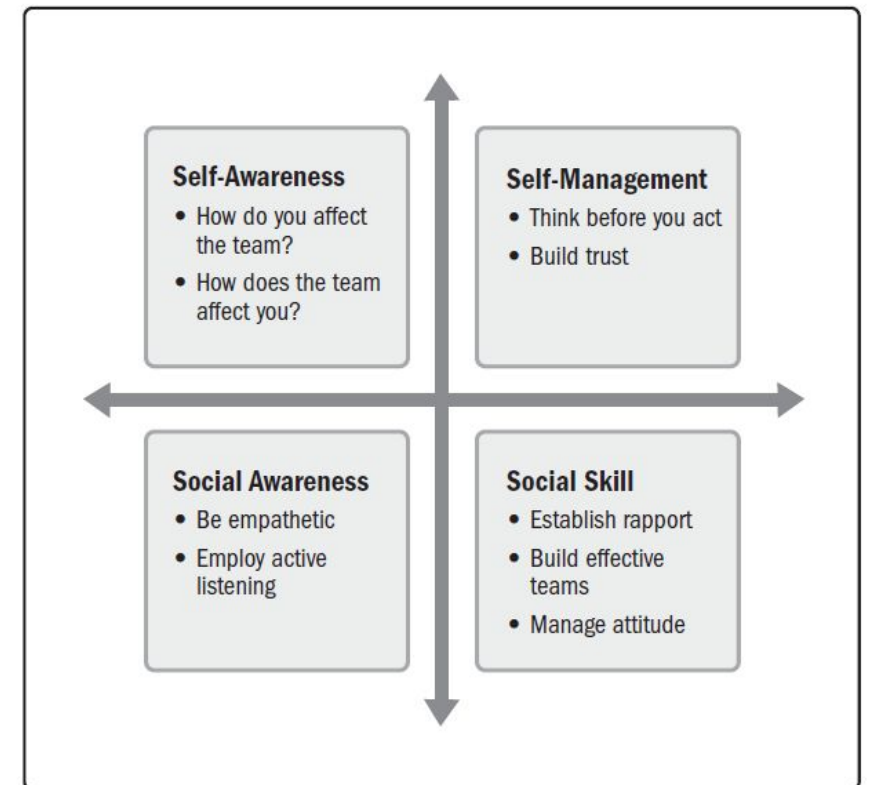 Self-Awareness
• How do you affect
the team?
• How does the team
affect you?
Self-Management
• Think before you act
• Build trust
Social Awareness
• Be empathetic
• Employ active
listening
Social Skill
• Establish rapport
• Build effective
teams
• Manage attitude